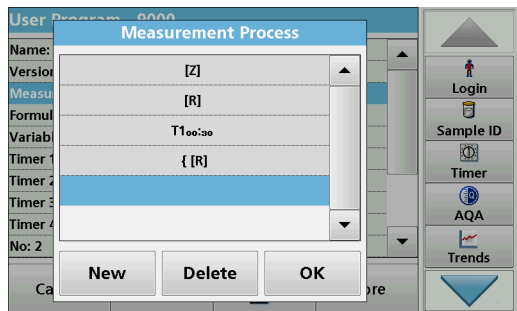 User Program 9000
Measurement Process
Name:
[Z]
Version
[R]
Login
Measu
Formul
T1₀₀:₃₀
Sample ID
Variabl
{ [R]
Timer 1
Timer
Timer 2
Timer 3
AQA
Timer 4
No: 2
Trends
New
Delete
OK
Ca
ore